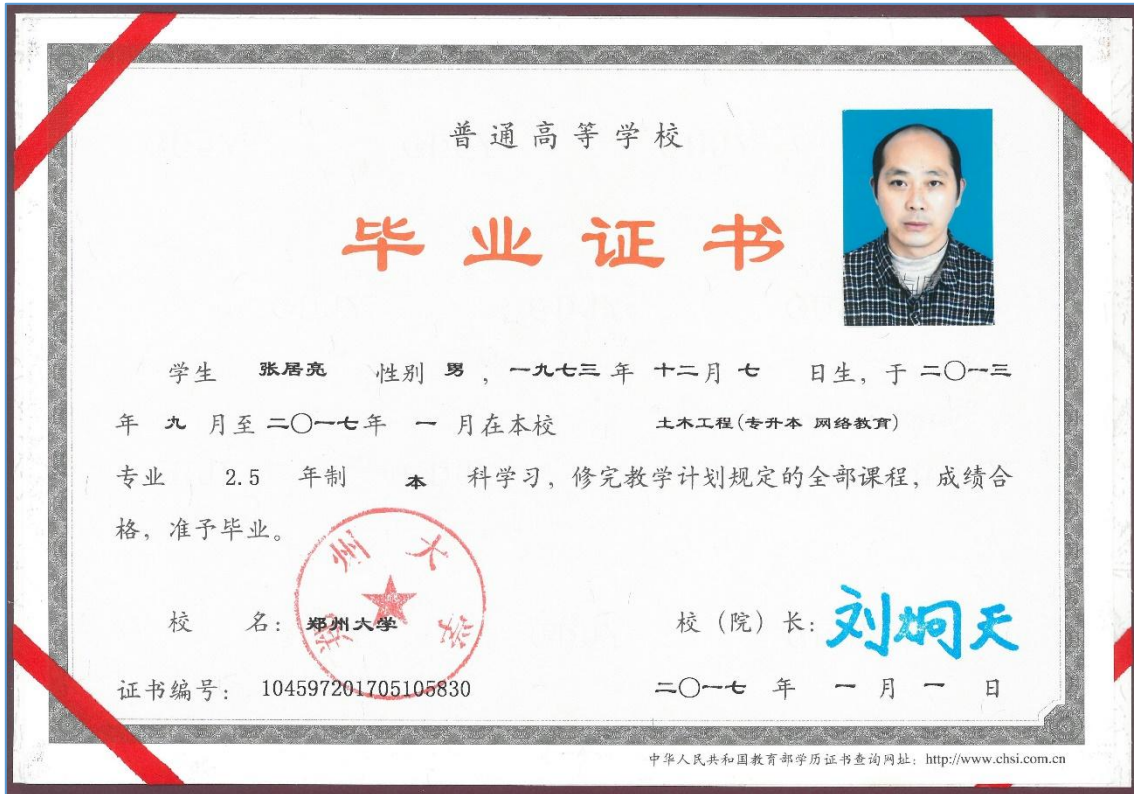 普通高等学校
毕业证书
学生 张居亮 性别 男 ，一九七三 年 十二月 七 日生，于 二〇一三
年 九 月至 二〇一七年 一 月在本校 土木工程(专升本 网络教育)
专业 2.5 年制 本 科学习，修完教学计划规定的全部课程，成绩合
格，准予毕业。
郑州大学
校 名：郑州大学 校（院）长：刘炯天
证书编号： 104597201705105830 二〇一七 年 一 月 一 日
中华人民共和国教育部学历证书查询网址：http://www.chsi.com.cn